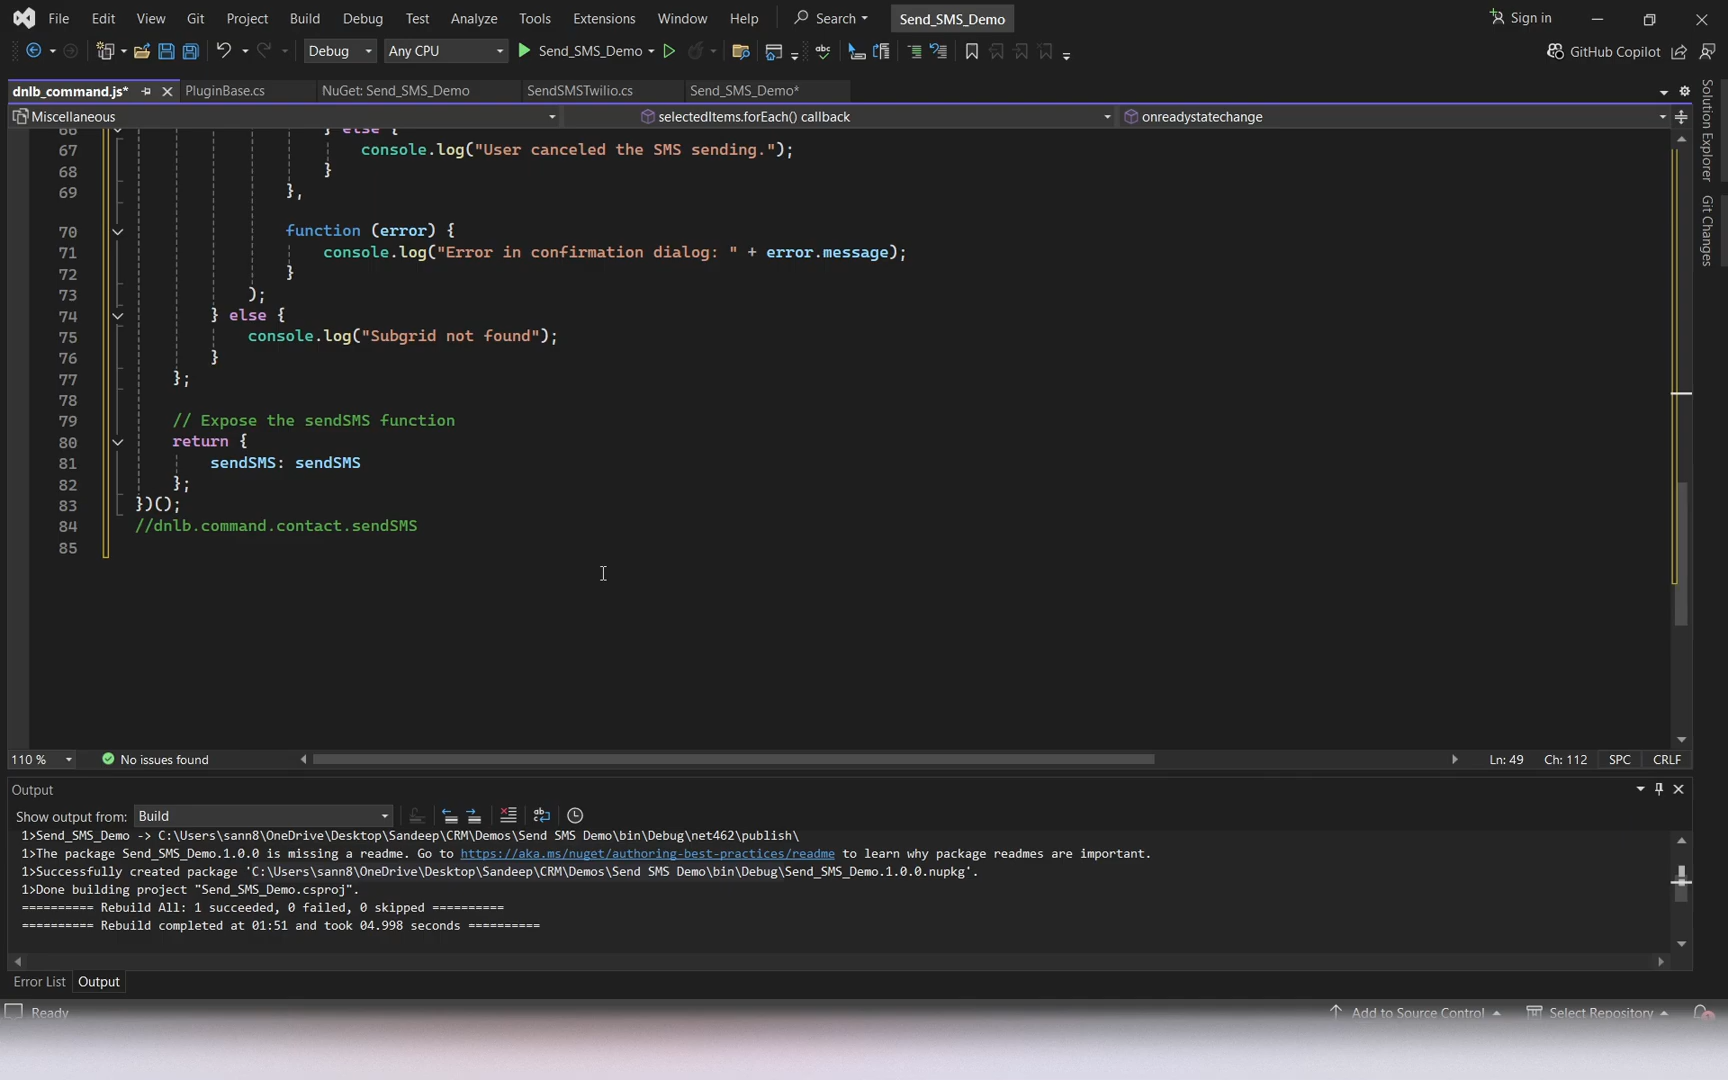 File Edit View Git Project Build Debug Test Analyze Tools Extensions Window Help Search Send_SMS_Demo Sign in
Debug Any CPU Send_SMS_Demo GitHub Copilot
dnlb_command.js* PluginBase.cs NuGet: Send_SMS_Demo SendSMSTwilio.cs Send_SMS_Demo*
Miscellaneous selectedItems.forEach() callback onreadystatechange
66 } else {
67 console.log("User canceled the SMS sending.");
68 }
69 },
70 function (error) {
71 console.log("Error in confirmation dialog: " + error.message);
72 }
73 );
74 } else {
75 console.log("Subgrid not found");
76 }
77 };
78
79 // Expose the sendSMS function
80 return {
81 sendSMS: sendSMS
82 };
83 })();
84 //dnlb.command.contact.sendSMS
85
110 % No issues found Ln: 49 Ch: 112 SPC CRLF
Output
Show output from: Build
1>Send_SMS_Demo -> C:\Users\sann8\OneDrive\Desktop\Sandeep\CRM\Demos\Send SMS Demo\bin\Debug\net462\publish\
1>The package Send_SMS_Demo.1.0.0 is missing a readme. Go to https://aka.ms/nuget/authoring-best-practices/readme to learn why package readmes are important.
1>Successfully created package 'C:\Users\sann8\OneDrive\Desktop\Sandeep\CRM\Demos\Send SMS Demo\bin\Debug\Send_SMS_Demo.1.0.0.nupkg'.
1>Done building project "Send_SMS_Demo.csproj".
========== Rebuild All: 1 succeeded, 0 failed, 0 skipped ==========
========== Rebuild completed at 01:51 and took 04.998 seconds ==========
Error List Output
Ready Add to Source Control Select Repository
Solution Explorer
Git Changes